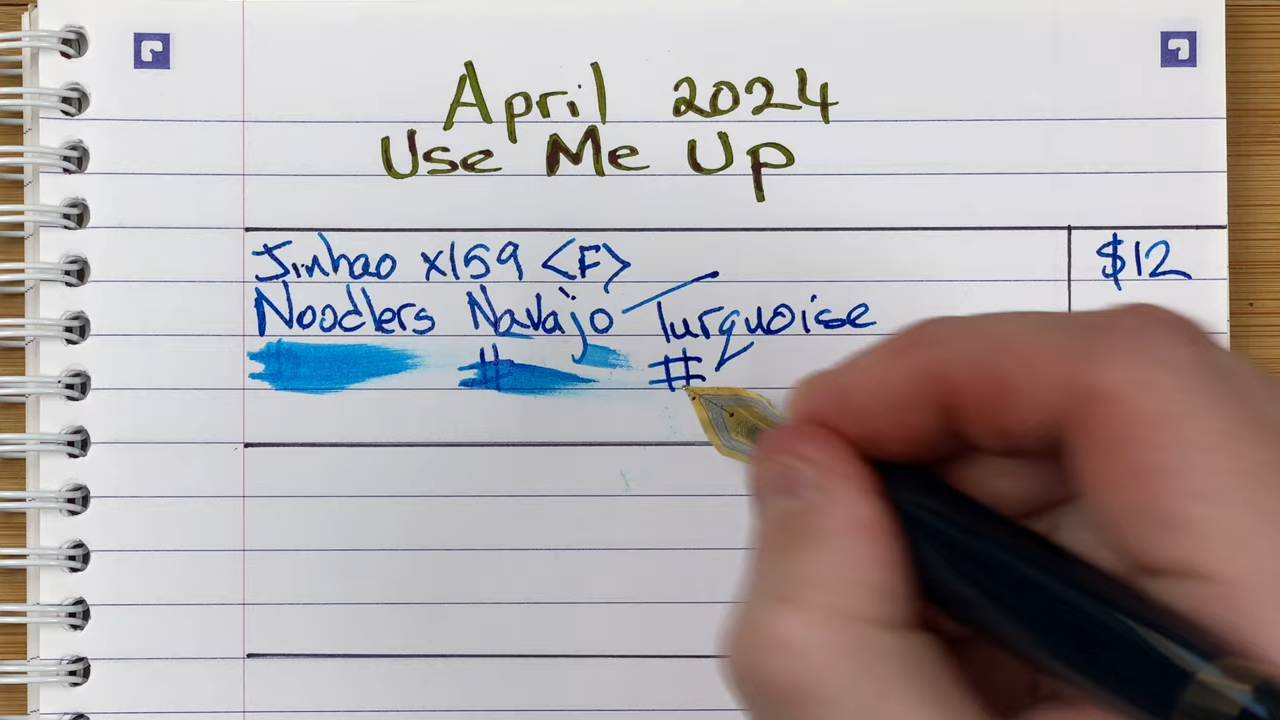 April 2024
Use Me Up
Jinhao x159 <F> $12
Noodlers Navajo Turquoise
# #